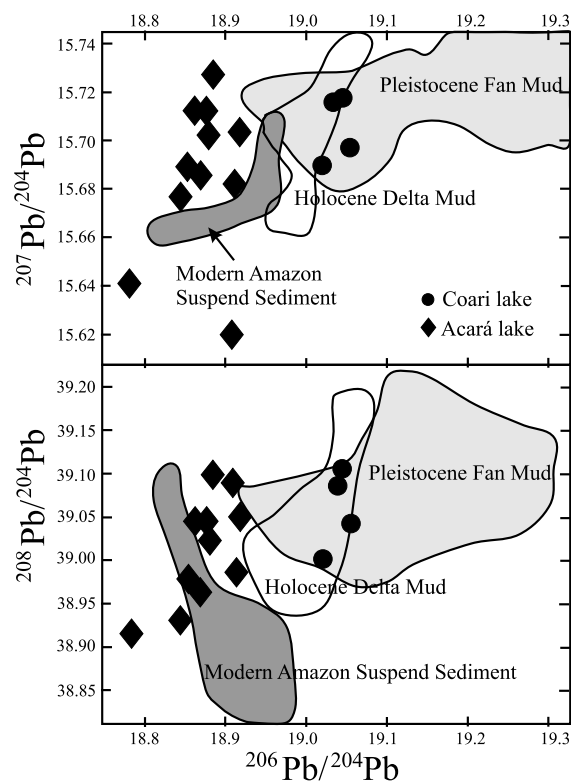 18.8 18.9 19.0 19.1 19.2 19.3
15.74
15.72
15.70
15.68
15.66
15.64
15.62
207Pb/204Pb
Pleistocene Fan Mud
Holocene Delta Mud
Modern Amazon
Suspend Sediment
Coari lake
Acará lake
39.20
39.15
39.10
39.05
39.00
38.95
38.90
38.85
208Pb/204Pb
Pleistocene Fan Mud
Holocene Delta Mud
Modern Amazon Suspend Sediment
18.8 18.9 19.0 19.1 19.2 19.3
206Pb/204Pb